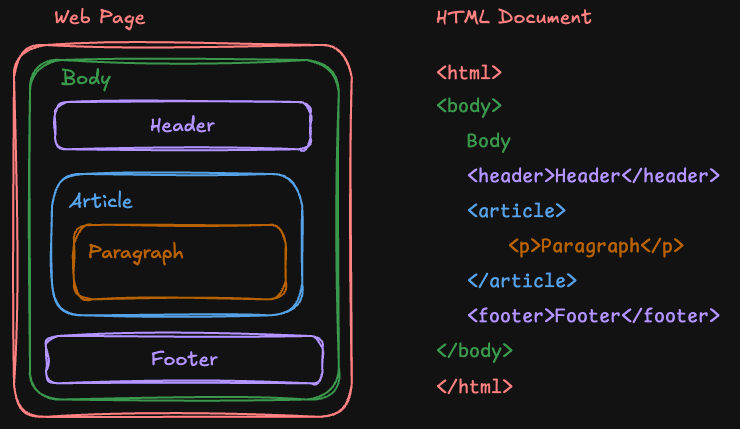 Web Page
Body
Header
Article
Paragraph
Footer
HTML Document
<html>
<body>
Body
<header>Header</header>
<article>
<p>Paragraph</p>
</article>
<footer>Footer</footer>
</body>
</html>